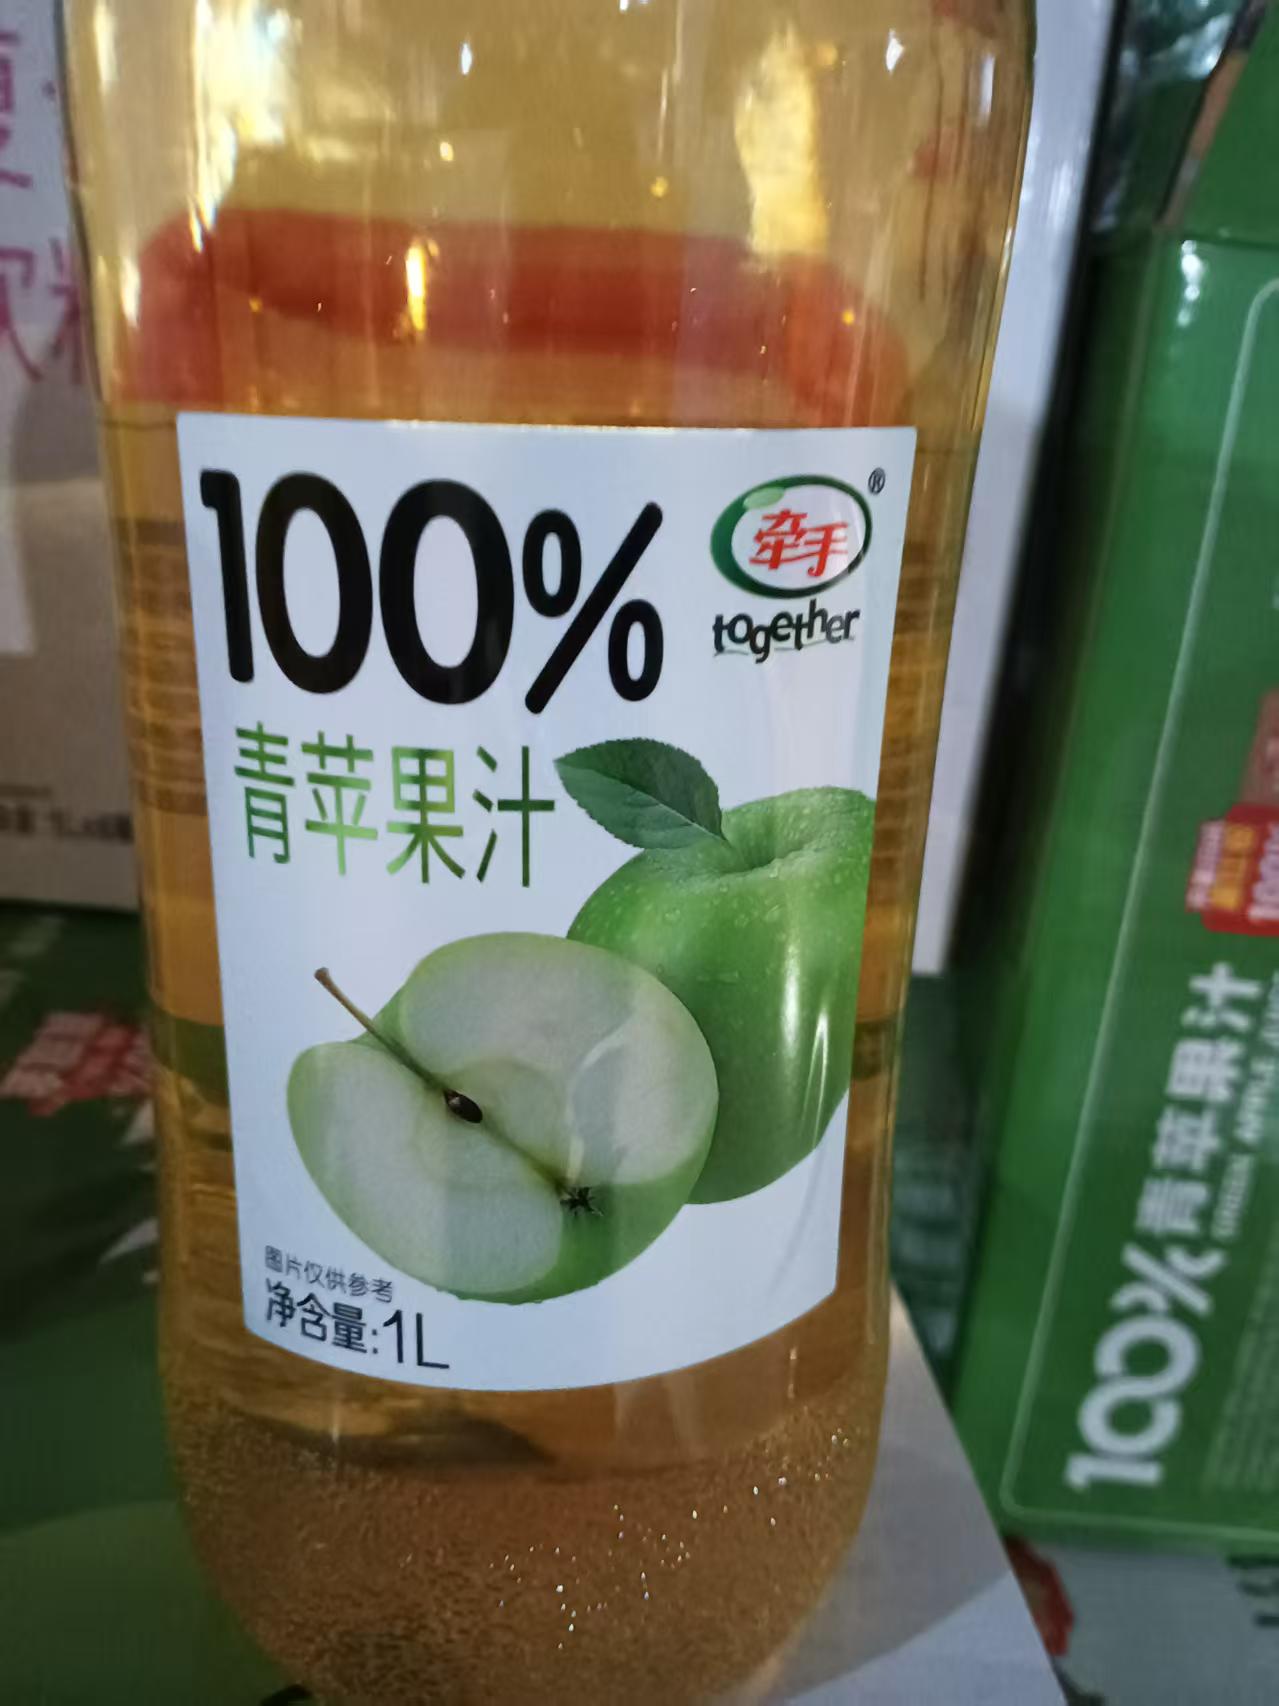 100%
牵手
®
together
青苹果汁
图片仅供参考
净含量:1L
100%青苹果汁